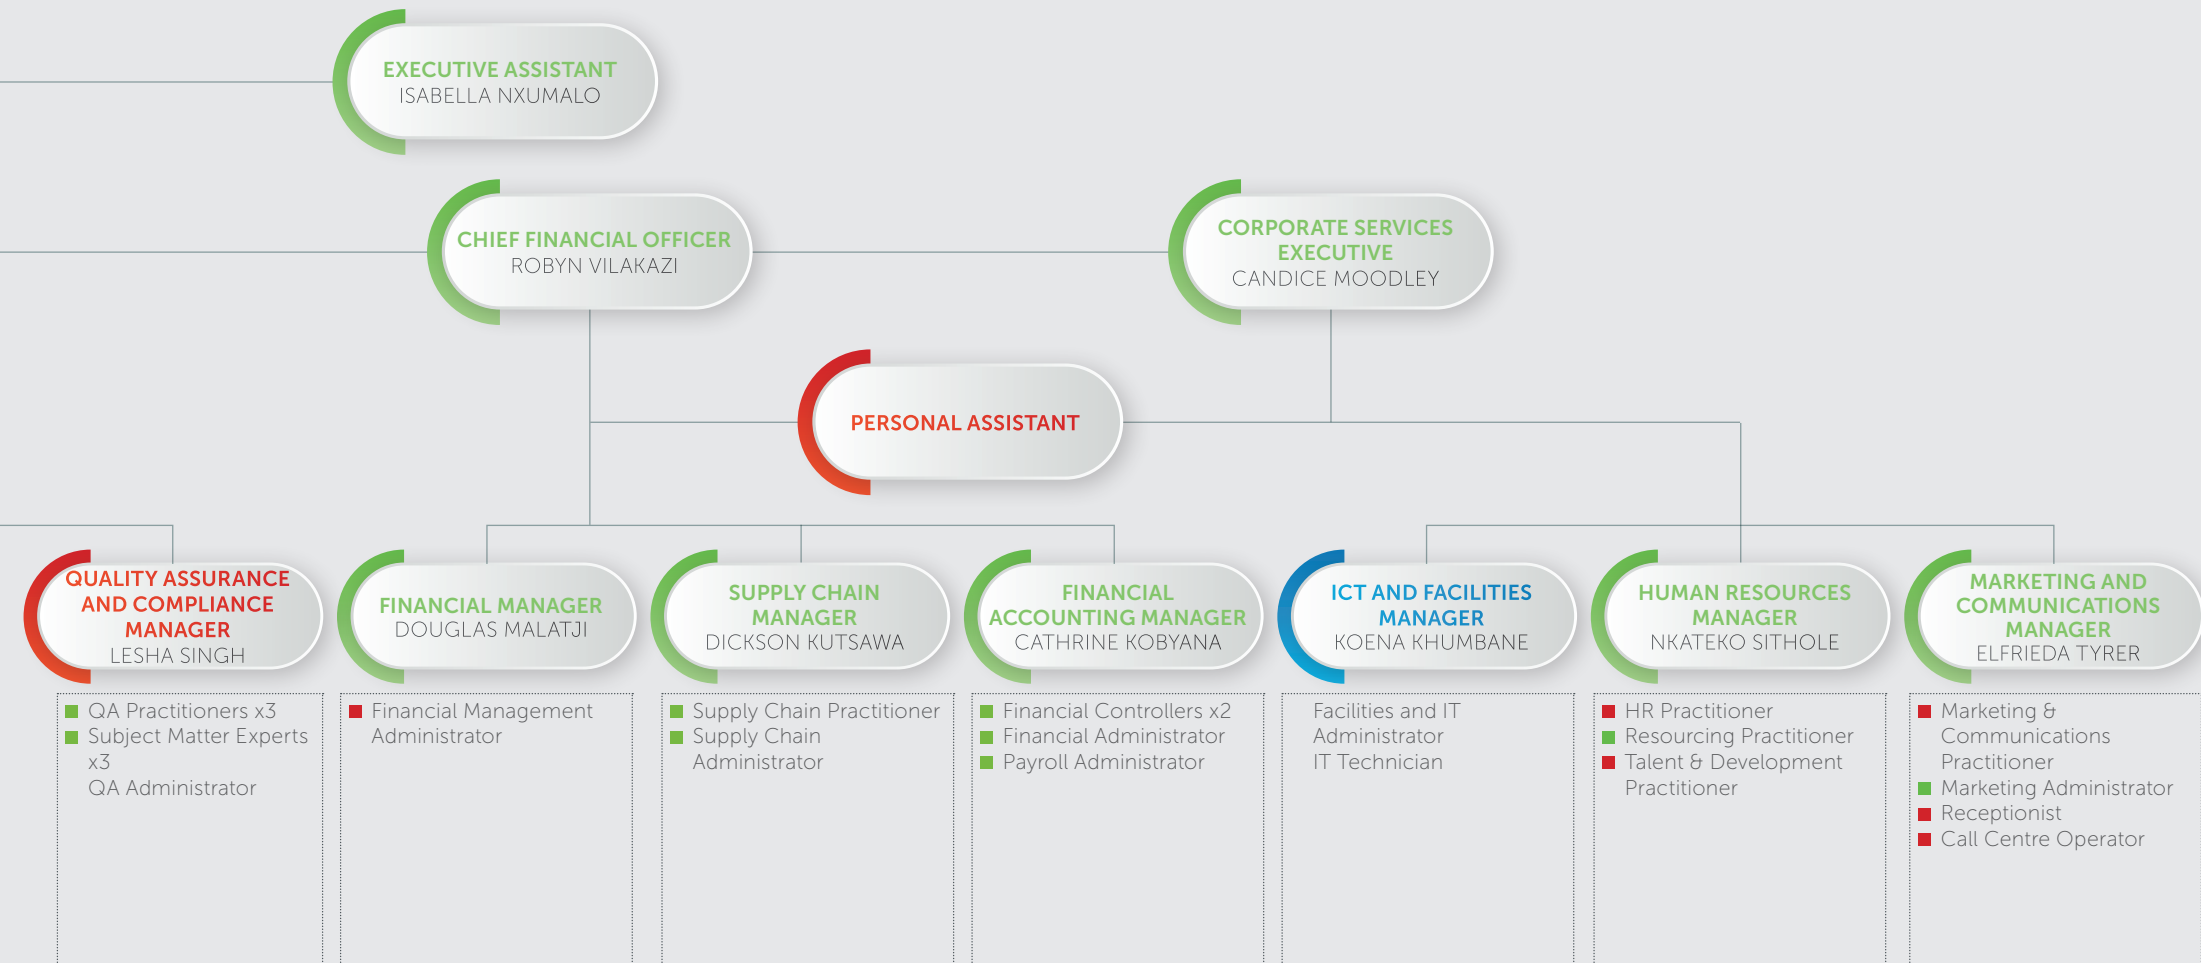 EXECUTIVE ASSISTANT
ISABELLA NXUMALO
CHIEF FINANCIAL OFFICER
ROBYN VILAKAZI
CORPORATE SERVICES
EXECUTIVE
CANDICE MOODLEY
PERSONAL ASSISTANT
QUALITY ASSURANCE
AND COMPLIANCE
MANAGER
LESHA SINGH
QA Practitioners x3
Subject Matter Experts
x3
QA Administrator
FINANCIAL MANAGER
DOUGLAS MALATJI
Financial Management
Administrator
SUPPLY CHAIN
MANAGER
DICKSON KUTSAWA
Supply Chain Practitioner
Supply Chain
Administrator
FINANCIAL
ACCOUNTING MANAGER
CATHRINE KOBYANA
Financial Controllers x2
Financial Administrator
Payroll Administrator
ICT AND FACILITIES
MANAGER
KOENA KHUMBANE
Facilities and IT
Administrator
IT Technician
HUMAN RESOURCES
MANAGER
NKATEKO SITHOLE
HR Practitioner
Resourcing Practitioner
Talent & Development
Practitioner
MARKETING AND
COMMUNICATIONS
MANAGER
ELFRIEDA TYRER
Marketing &
Communications
Practitioner
Marketing Administrator
Receptionist
Call Centre Operator